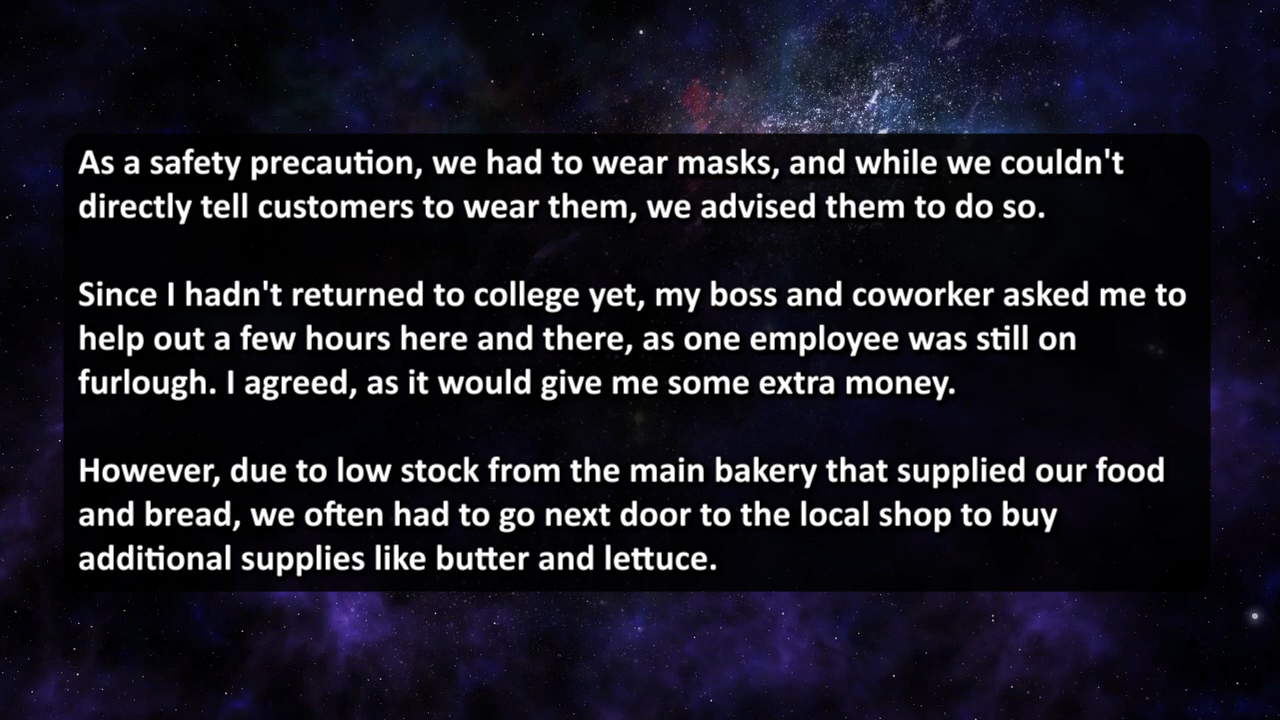 As a safety precaution, we had to wear masks, and while we couldn't
directly tell customers to wear them, we advised them to do so.
Since I hadn't returned to college yet, my boss and coworker asked me to
help out a few hours here and there, as one employee was still on
furlough. I agreed, as it would give me some extra money.
However, due to low stock from the main bakery that supplied our food
and bread, we often had to go next door to the local shop to buy
additional supplies like butter and lettuce.